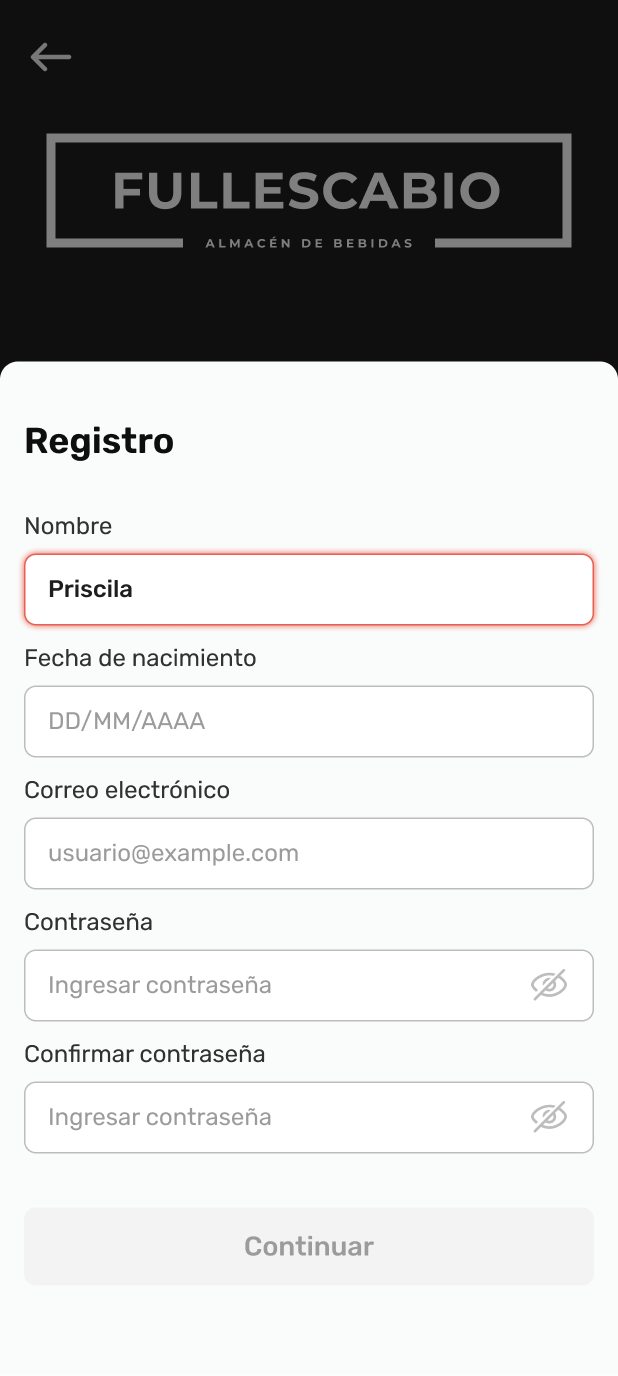 FULLESCABIO
ALMACÉN DE BEBIDAS
Registro
Nombre
Priscila
Fecha de nacimiento
DD/MM/AAAA
Correo electrónico
usuario@example.com
Contraseña
Ingresar contraseña
Confirmar contraseña
Ingresar contraseña
Continuar